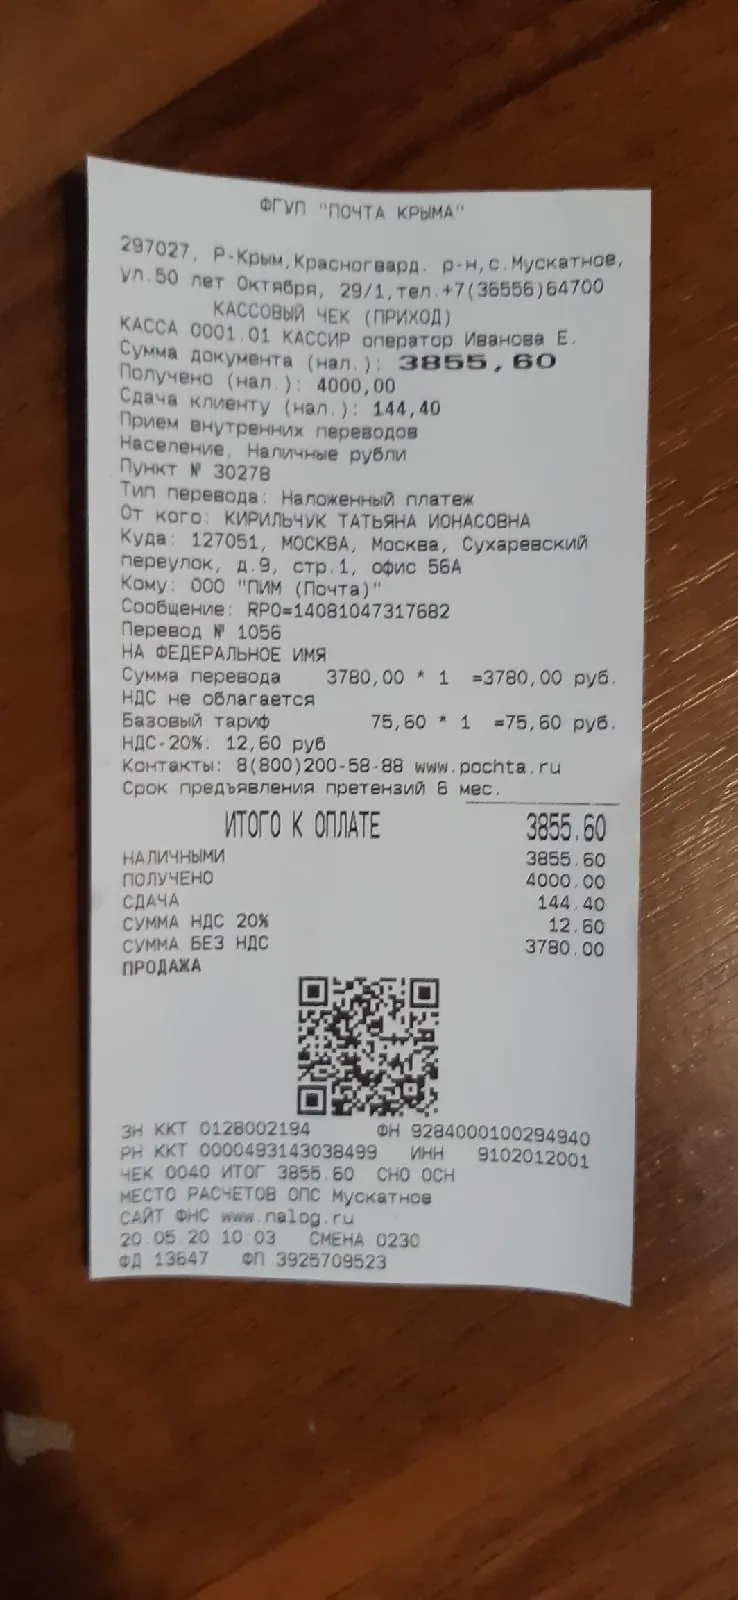 ФГУП "ПОЧТА КРЫМА"
297027, Р-Крым,Красногвард. р-н,с.Мускатное,
ул.50 лет Октября, 29/1,тел.+7(36556)64700
КАССОВЫЙ ЧЕК (ПРИХОД)
КАССА 0001.01 КАССИР оператор Иванова Е.
Сумма документа (нал.): 3855,60
Получено (нал.): 4000,00
Сдача клиенту (нал.): 144,40
Прием внутренних переводов
Население, Наличные рубли
Пункт № 30278
Тип перевода: Наложенный платеж
От кого: КИРИЛЬЧУК ТАТЬЯНА ИОНАСОВНА
Куда: 127051, МОСКВА, Москва, Сухаревский
переулок, д.9, стр.1, офис 56А
Кому: ООО "ПИМ (Почта)"
Сообщение: RPO=14081047317682
Перевод № 1056
НА ФЕДЕРАЛЬНОЕ ИМЯ
Сумма перевода 3780,00 * 1 =3780,00 руб.
НДС не облагается
Базовый тариф 75,60 * 1 =75,60 руб.
НДС-20%: 12,60 руб
Контакты: 8(800)200-58-88 www.pochta.ru
Срок предъявления претензий 6 мес.
ИТОГО К ОПЛАТЕ 3855.60
НАЛИЧНЫМИ 3855.60
ПОЛУЧЕНО 4000.00
СДАЧА 144.40
СУММА НДС 20% 12.60
СУММА БЕЗ НДС 3780.00
ПРОДАЖА
ЗН ККТ 0128002194 ФН 9284000100294940
РН ККТ 0000493143038499 ИНН 9102012001
ЧЕК 0040 ИТОГ 3855.60 СНО ОСН
МЕСТО РАСЧЕТОВ ОПС Мускатное
САЙТ ФНС www.nalog.ru
20.05.20 10:03 СМЕНА 0230
ФД 13647 ФП 3925709523